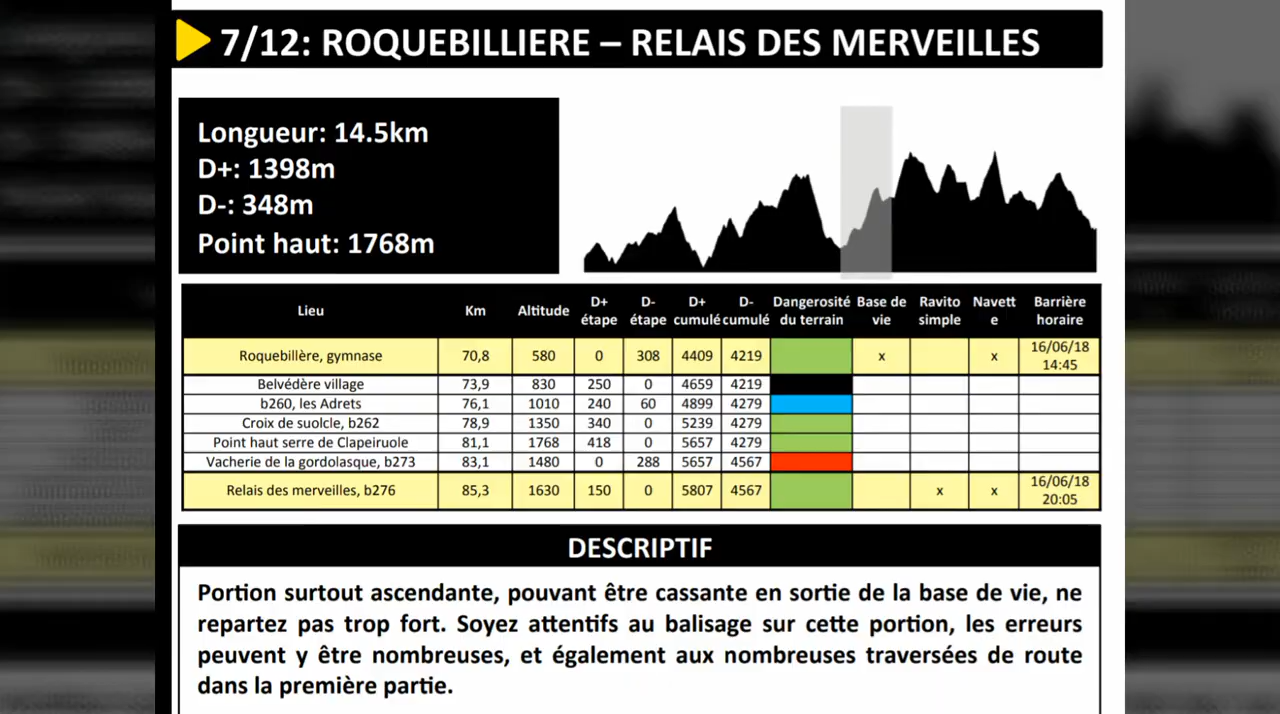 7/12: ROQUEBILLIERE – RELAIS DES MERVEILLES
Longueur: 14.5km
D+: 1398m
D-: 348m
Point haut: 1768m
Lieu Km Altitude D+ étape D- étape D+ cumulé D- cumulé Dangerosité du terrain Base de vie Ravito simple Navett e Barrière horaire
Roquebillère, gymnase 70,8 580 0 308 4409 4219 x x 16/06/18 14:45
Belvédère village 73,9 830 250 0 4659 4219
b260, les Adrets 76,1 1010 240 60 4899 4279
Croix de suolcle, b262 78,9 1350 340 0 5239 4279
Point haut serre de Clapeiruole 81,1 1768 418 0 5657 4279
Vacherie de la gordolasque, b273 83,1 1480 0 288 5657 4567
Relais des merveilles, b276 85,3 1630 150 0 5807 4567 x x 16/06/18 20:05
DESCRIPTIF
Portion surtout ascendante, pouvant être cassante en sortie de la base de vie, ne
repartez pas trop fort. Soyez attentifs au balisage sur cette portion, les erreurs
peuvent y être nombreuses, et également aux nombreuses traversées de route
dans la première partie.